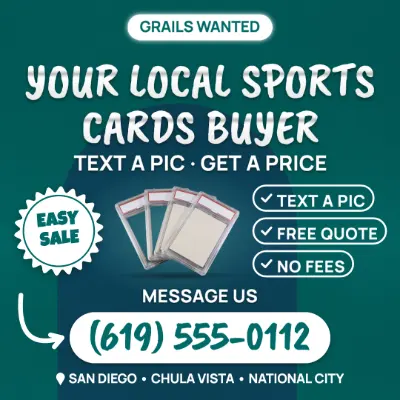 GRAILS WANTED
YOUR LOCAL SPORTS
CARDS BUYER
TEXT A PIC · GET A PRICE
EASY
SALE
TEXT A PIC
FREE QUOTE
NO FEES
MESSAGE US
(619) 555-0112
SAN DIEGO • CHULA VISTA • NATIONAL CITY